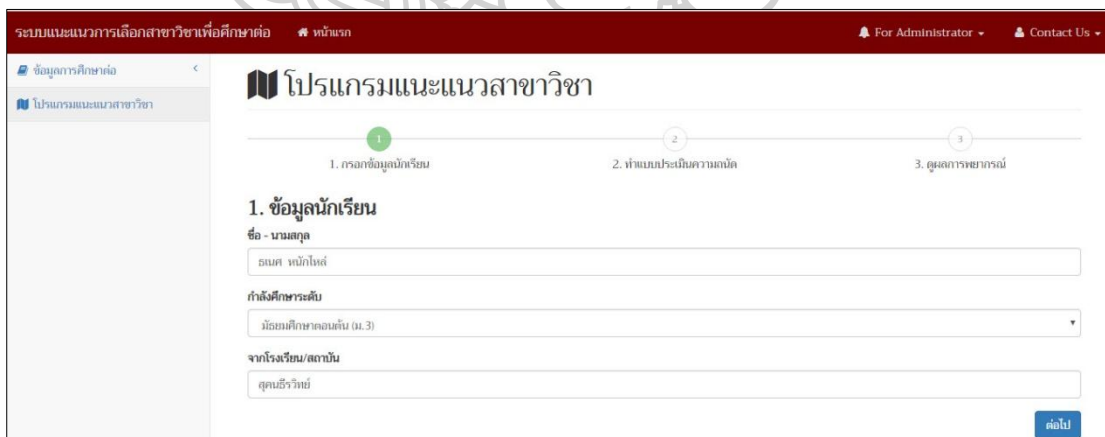 ระบบแนะแนวการเลือกสาขาวิชาเพื่อศึกษาต่อ หน้าแรก For Administrator Contact Us
ข้อมูลการศึกษาต่อ
โปรแกรมแนะแนวสาขาวิชา
โปรแกรมแนะแนวสาขาวิชา
1 2 3
1. กรอกข้อมูลนักเรียน 2. ทำแบบประเมินความถนัด 3. ดูผลการพยากรณ์
1. ข้อมูลนักเรียน
ชื่อ - นามสกุล
ธเนศ หนักไหล่
กำลังศึกษาระดับ
มัธยมศึกษาตอนต้น (ม.3)
จากโรงเรียน/สถาบัน
สุคนธีรวิทย์
ต่อไป